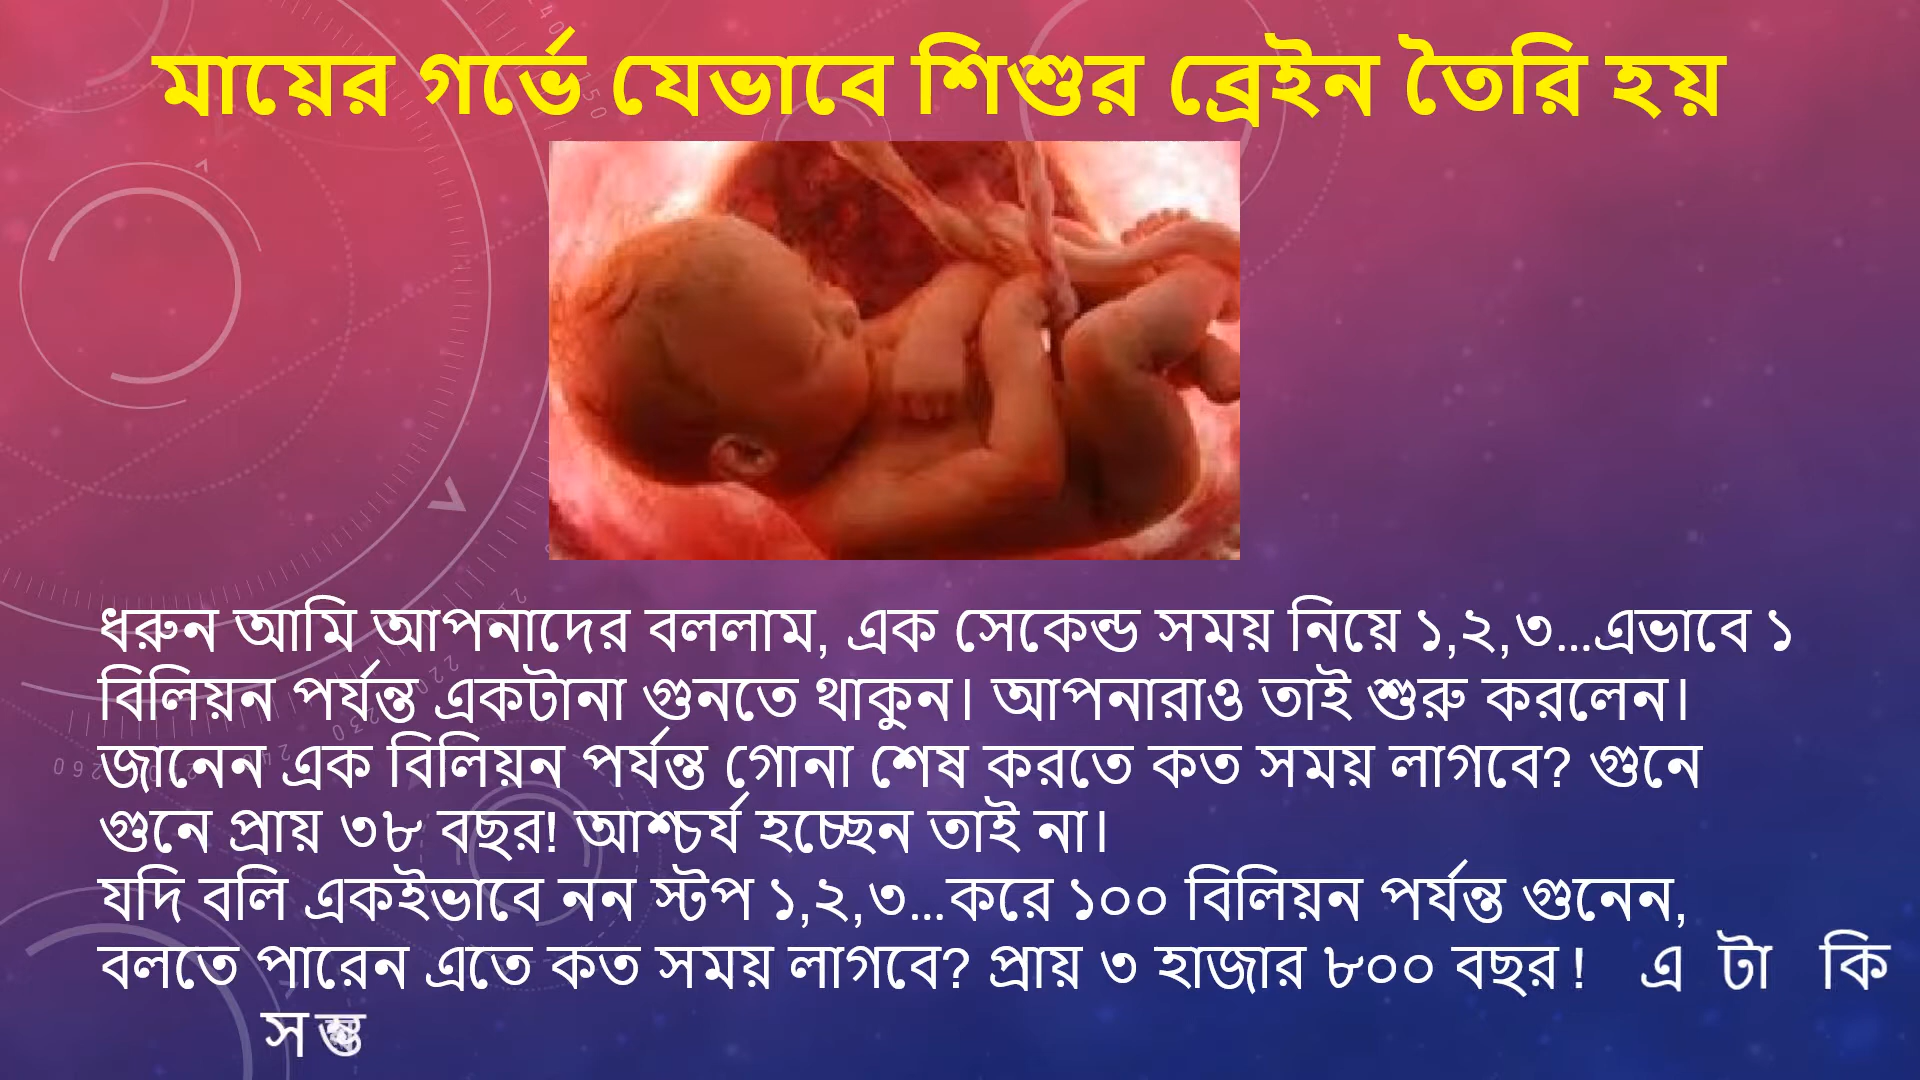 মায়ের গর্ভে যেভাবে শিশুর ব্রেইন তৈরি হয়
ধরুন আমি আপনাদের বললাম, এক সেকেন্ড সময় নিয়ে ১,২,৩...এভাবে ১
বিলিয়ন পর্যন্ত একটানা গুনতে থাকুন। আপনারাও তাই শুরু করলেন।
জানেন এক বিলিয়ন পর্যন্ত গোনা শেষ করতে কত সময় লাগবে? গুনে
গুনে প্রায় ৩৮ বছর! আশ্চর্য হচ্ছেন তাই না।
যদি বলি একইভাবে নন স্টপ ১,২,৩...করে ১০০ বিলিয়ন পর্যন্ত গুনেন,
বলতে পারেন এতে কত সময় লাগবে? প্রায় ৩ হাজার ৮০০ বছর! এ টা কি